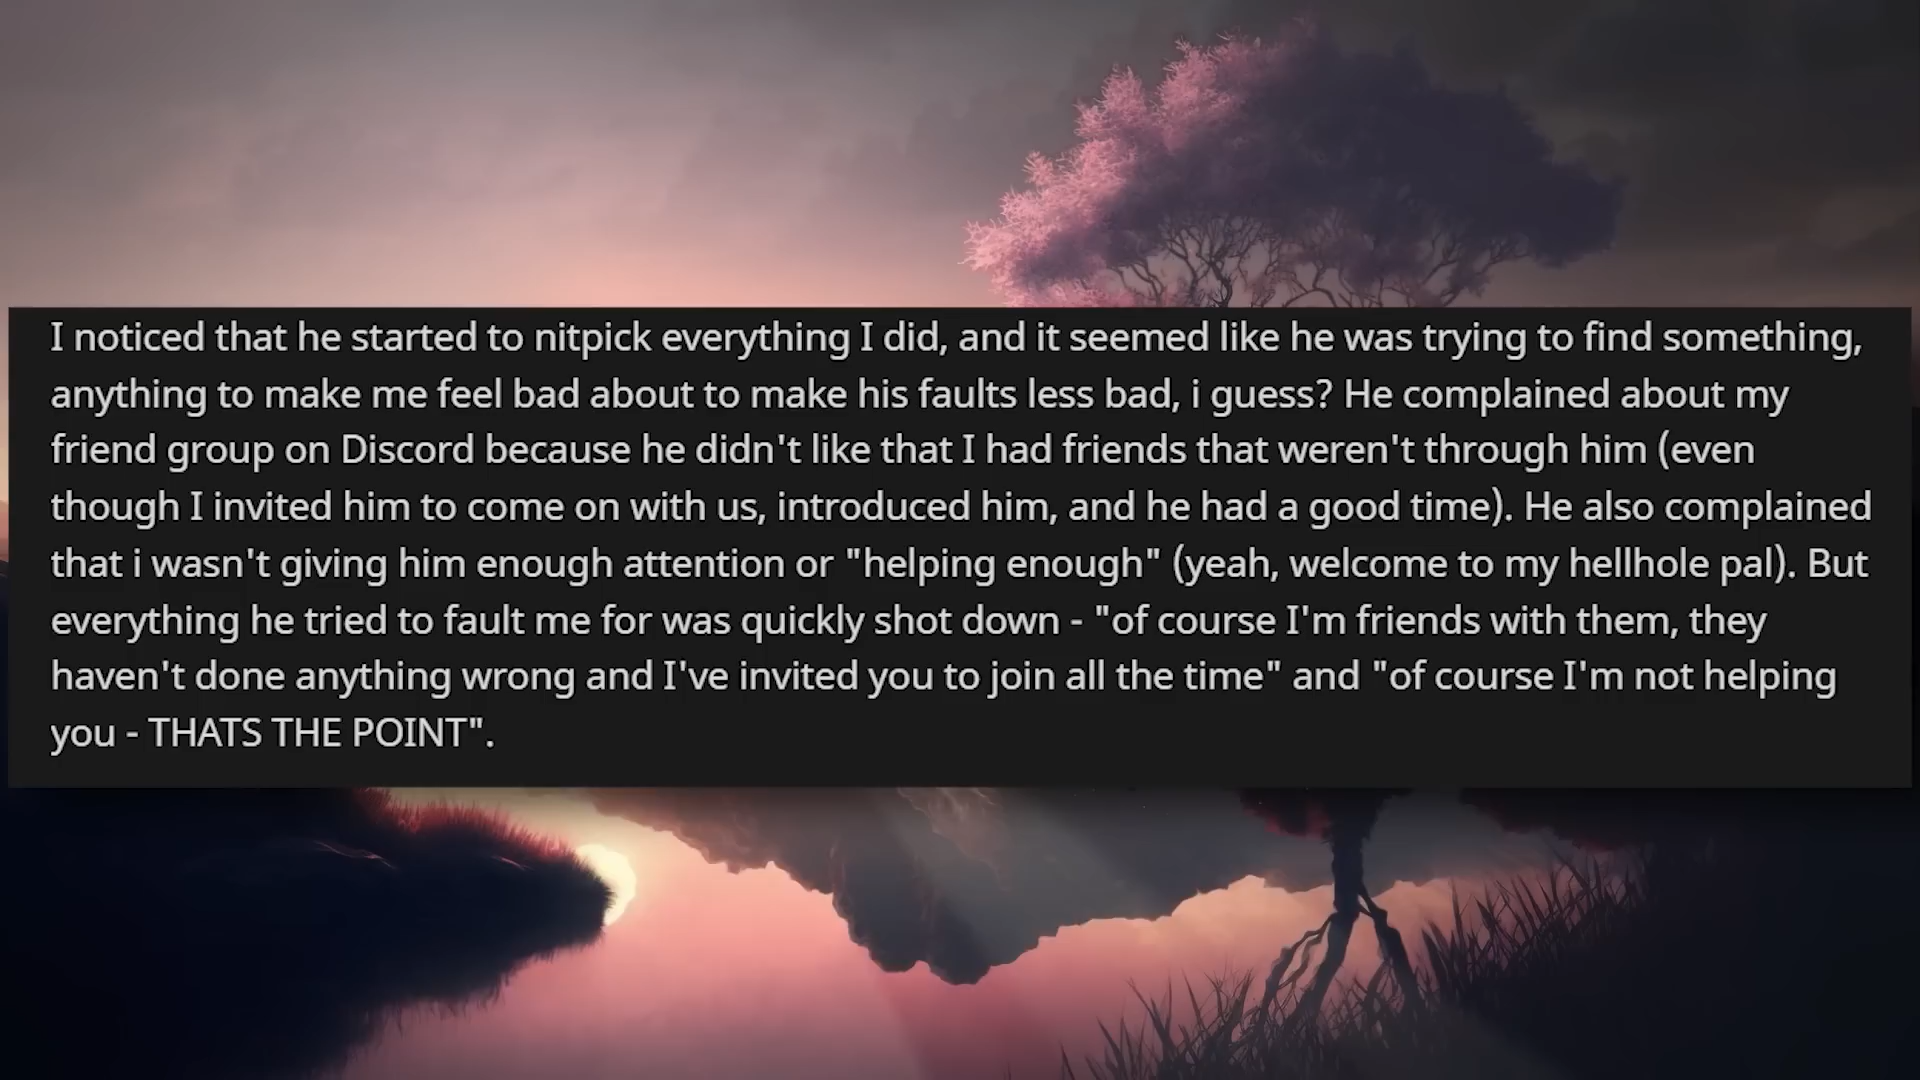 I noticed that he started to nitpick everything I did, and it seemed like he was trying to find something,
anything to make me feel bad about to make his faults less bad, i guess? He complained about my
friend group on Discord because he didn't like that I had friends that weren't through him (even
though I invited him to come on with us, introduced him, and he had a good time). He also complained
that i wasn't giving him enough attention or "helping enough" (yeah, welcome to my hellhole pal). But
everything he tried to fault me for was quickly shot down - "of course I'm friends with them, they
haven't done anything wrong and I've invited you to join all the time" and "of course I'm not helping
you - THATS THE POINT".